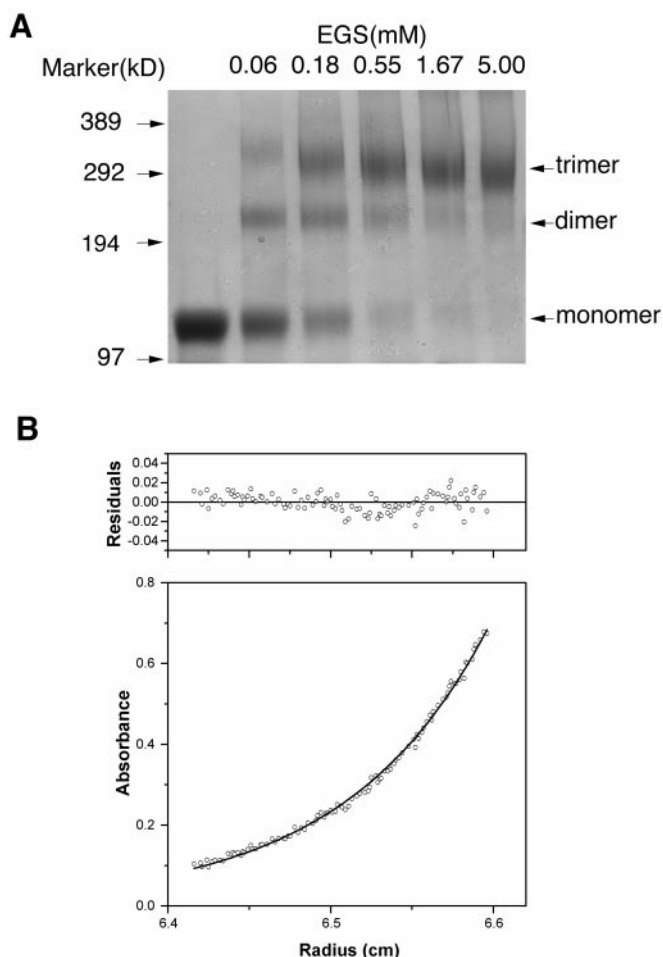 A
EGS(mM)
Marker(kD) 0.06 0.18 0.55 1.67 5.00
389
292
trimer
dimer
194
monomer
97
B
Residuals
0.04
0.02
0.00
-0.02
-0.04
Absorbance
0.8
0.6
0.4
0.2
0.0
6.4 6.5 6.6
Radius (cm)